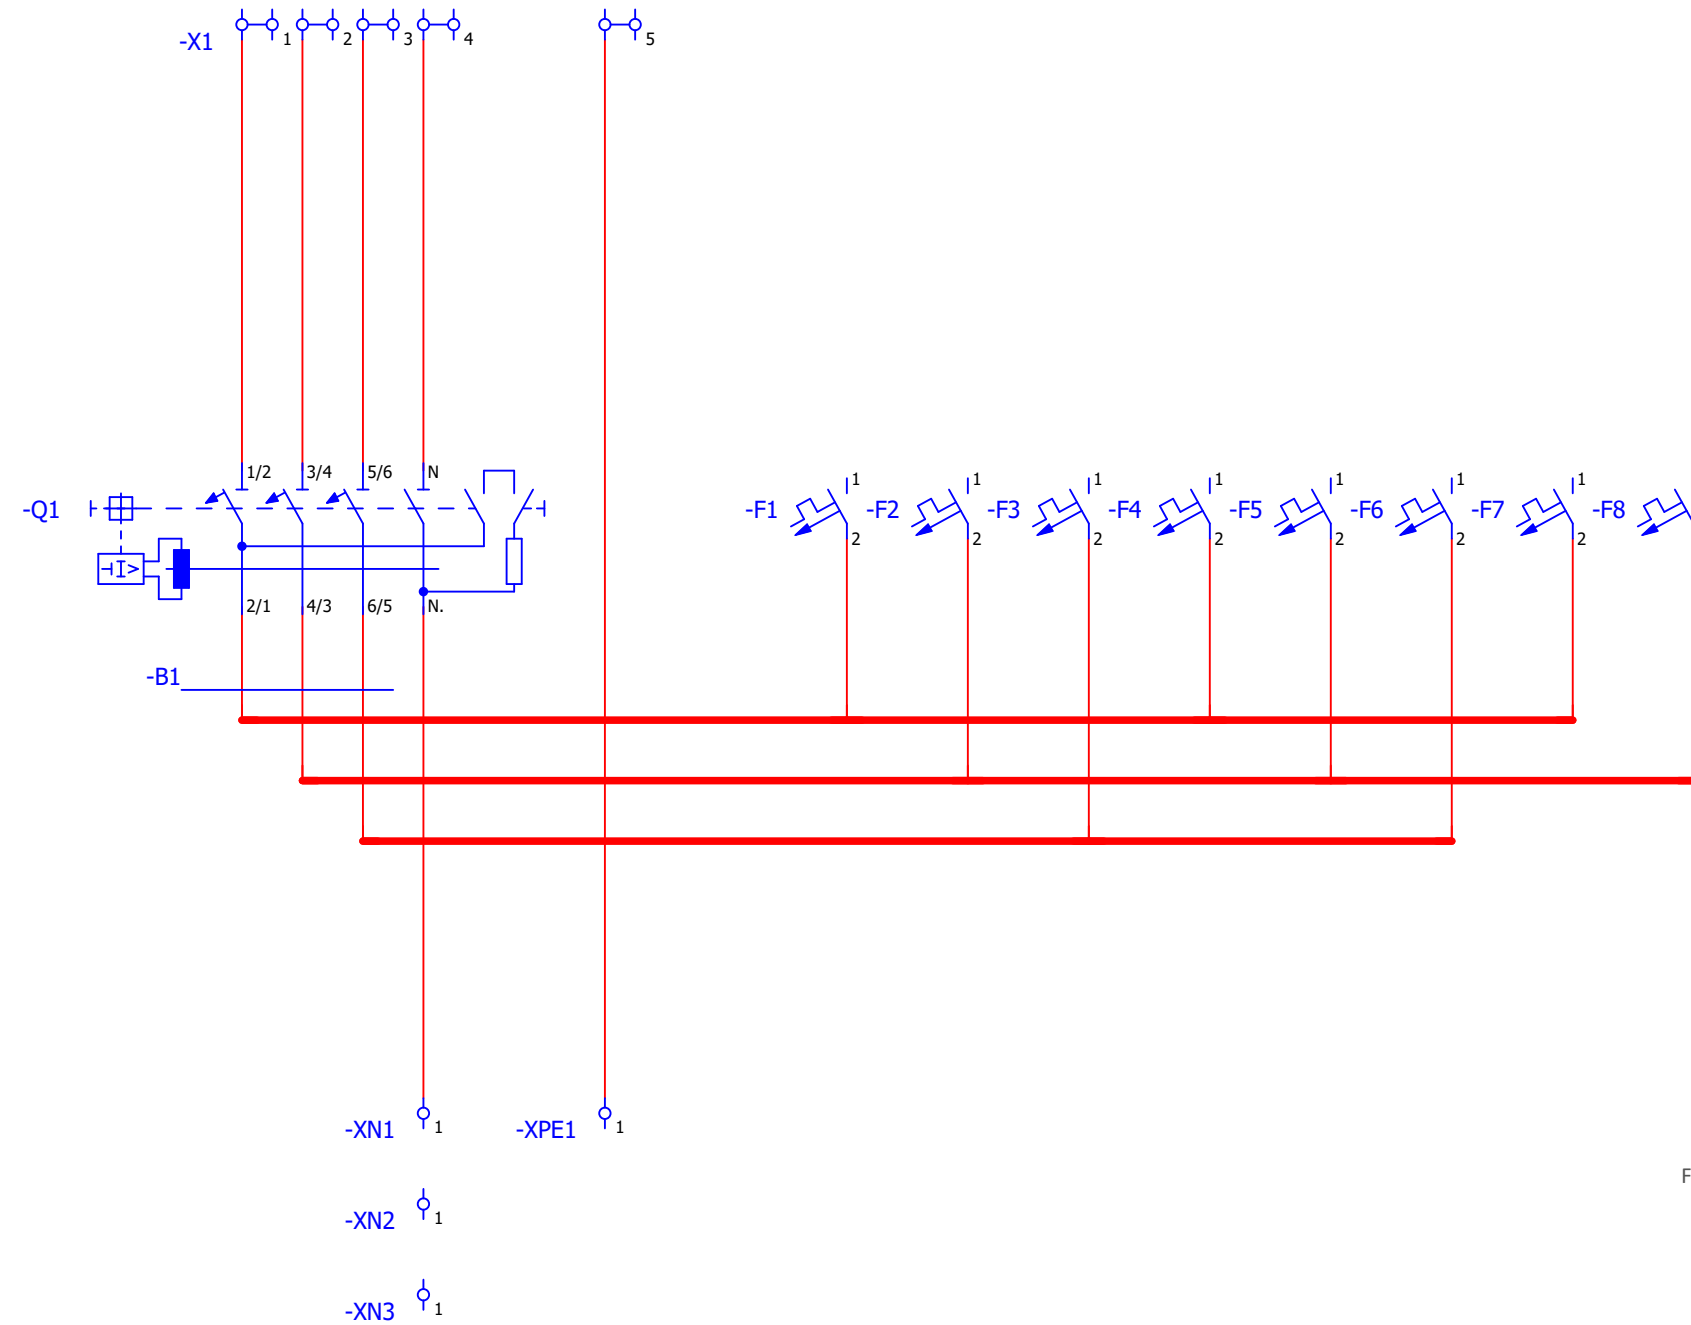 -X1 1 2 3 4 5
1/2 3/4 5/6 N
-Q1
-F1 1 -F2 1 -F3 1 -F4 1 -F5 1 -F6 1 -F7 1 -F8
2 2 2 2 2 2 2
-I>
2/1 4/3 6/5 N.
-B1
-XN1 1 -XPE1 1
F
-XN2 1
-XN3 1